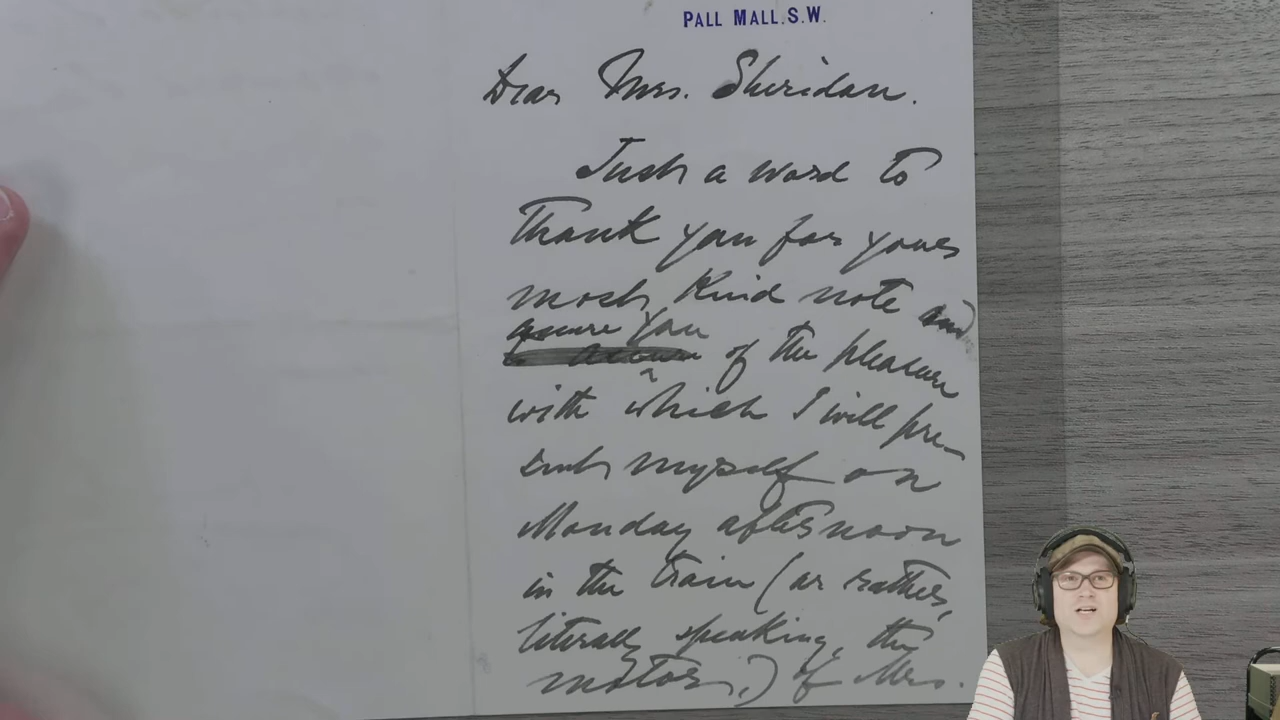 PALL MALL. S.W.
Dear Mrs. Sheridan.
Just a word to
thank you for your
most kind note and
assure you
of the pleasure
with which I will pre-
sent myself on
Monday afternoon
in the train (or rather,
literally speaking, the
motor,) of Mrs.